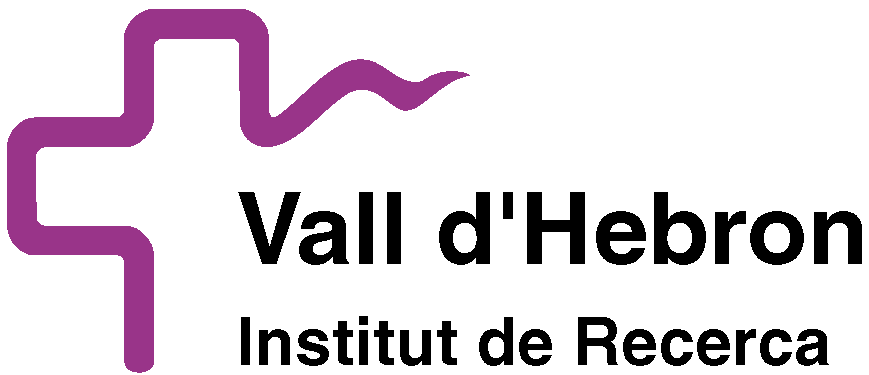 Vall d'Hebron
Institut de Recerca